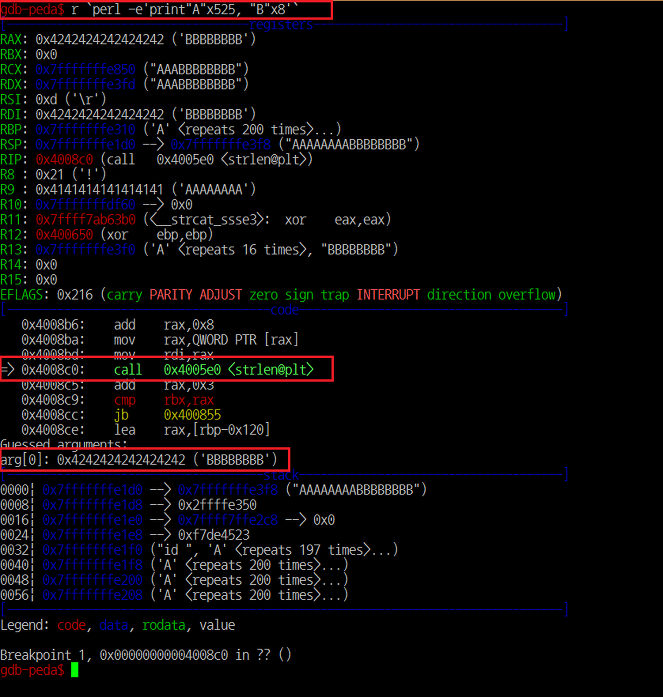 gdb-peda$ r `perl -e'print"A"x525, "B"x8'`
[----------------------------------registers-----------------------------------]
RAX: 0x4242424242424242 ('BBBBBBBB')
RBX: 0x0
RCX: 0x7fffffffe850 ("AAABBBBBBBB")
RDX: 0x7fffffffe3fd ("AAABBBBBBBB")
RSI: 0xd ('\r')
RDI: 0x4242424242424242 ('BBBBBBBB')
RBP: 0x7fffffffe310 ('A' <repeats 200 times>...)
RSP: 0x7fffffffe1d0 --> 0x7fffffffe3f8 ("AAAAAAAABBBBBBBB")
RIP: 0x4008c0 (call   0x4005e0 <strlen@plt>)
R8 : 0x21 ('!')
R9 : 0x4141414141414141 ('AAAAAAAA')
R10: 0x7fffffffdf60 --> 0x0
R11: 0x7ffff7ab63b0 (<__strcat_ssse3>:  xor    eax,eax)
R12: 0x400650 (xor    ebp,ebp)
R13: 0x7fffffffe3f0 ('A' <repeats 16 times>, "BBBBBBBB")
R14: 0x0
R15: 0x0
EFLAGS: 0x216 (carry PARITY ADJUST zero sign trap INTERRUPT direction overflow)
[-------------------------------------code-------------------------------------]
0x4008b6:    add    rax,0x8
0x4008ba:    mov    rax,QWORD PTR [rax]
0x4008bd:    mov    rdi,rax
=> 0x4008c0:    call   0x4005e0 <strlen@plt>
0x4008c5:    add    rax,0x3
0x4008c9:    cmp    rbx,rax
0x4008cc:    jb     0x400855
0x4008ce:    lea    rax,[rbp-0x120]
Guessed arguments:
arg[0]: 0x4242424242424242 ('BBBBBBBB')
[------------------------------------stack-------------------------------------]
0000| 0x7fffffffe1d0 --> 0x7fffffffe3f8 ("AAAAAAAABBBBBBBB")
0008| 0x7fffffffe1d8 --> 0x2ffffe350
0016| 0x7fffffffe1e0 --> 0x7ffff7ffe2c8 --> 0x0
0024| 0x7fffffffe1e8 --> 0xf7de4523
0032| 0x7fffffffe1f0 ("id ", 'A' <repeats 197 times>...)
0040| 0x7fffffffe1f8 ('A' <repeats 200 times>...)
0048| 0x7fffffffe200 ('A' <repeats 200 times>...)
0056| 0x7fffffffe208 ('A' <repeats 200 times>...)
[------------------------------------------------------------------------------]
Legend: code, data, rodata, value
Breakpoint 1, 0x00000000004008c0 in ?? ()
gdb-peda$